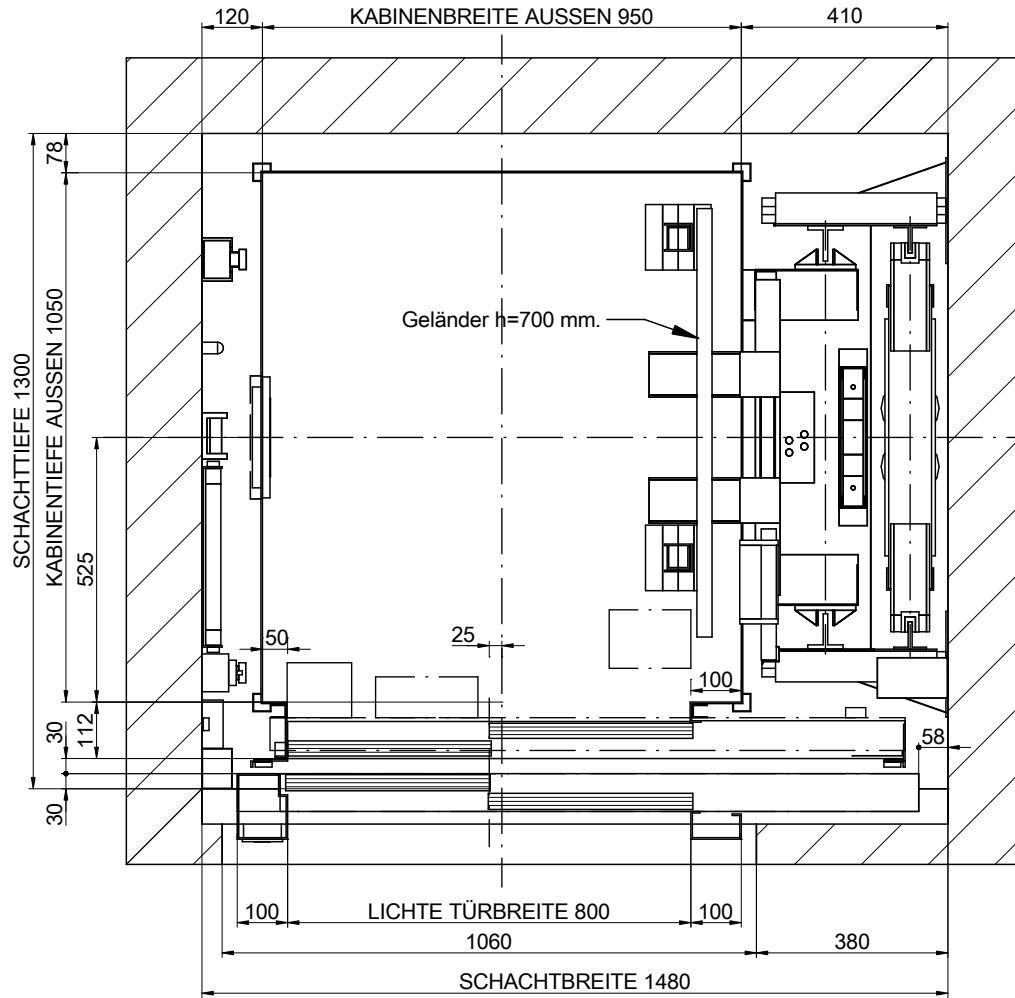 120
KABINENBREITE AUSSEN 950
410
78
SCHACHTTIEFE 1300
KABINENTIEFE AUSSEN 1050
Geländer h=700 mm.
525
50
25
100
112
30
58
30
100
LICHTE TÜRBREITE 800
100
1060
380
SCHACHTBREITE 1480